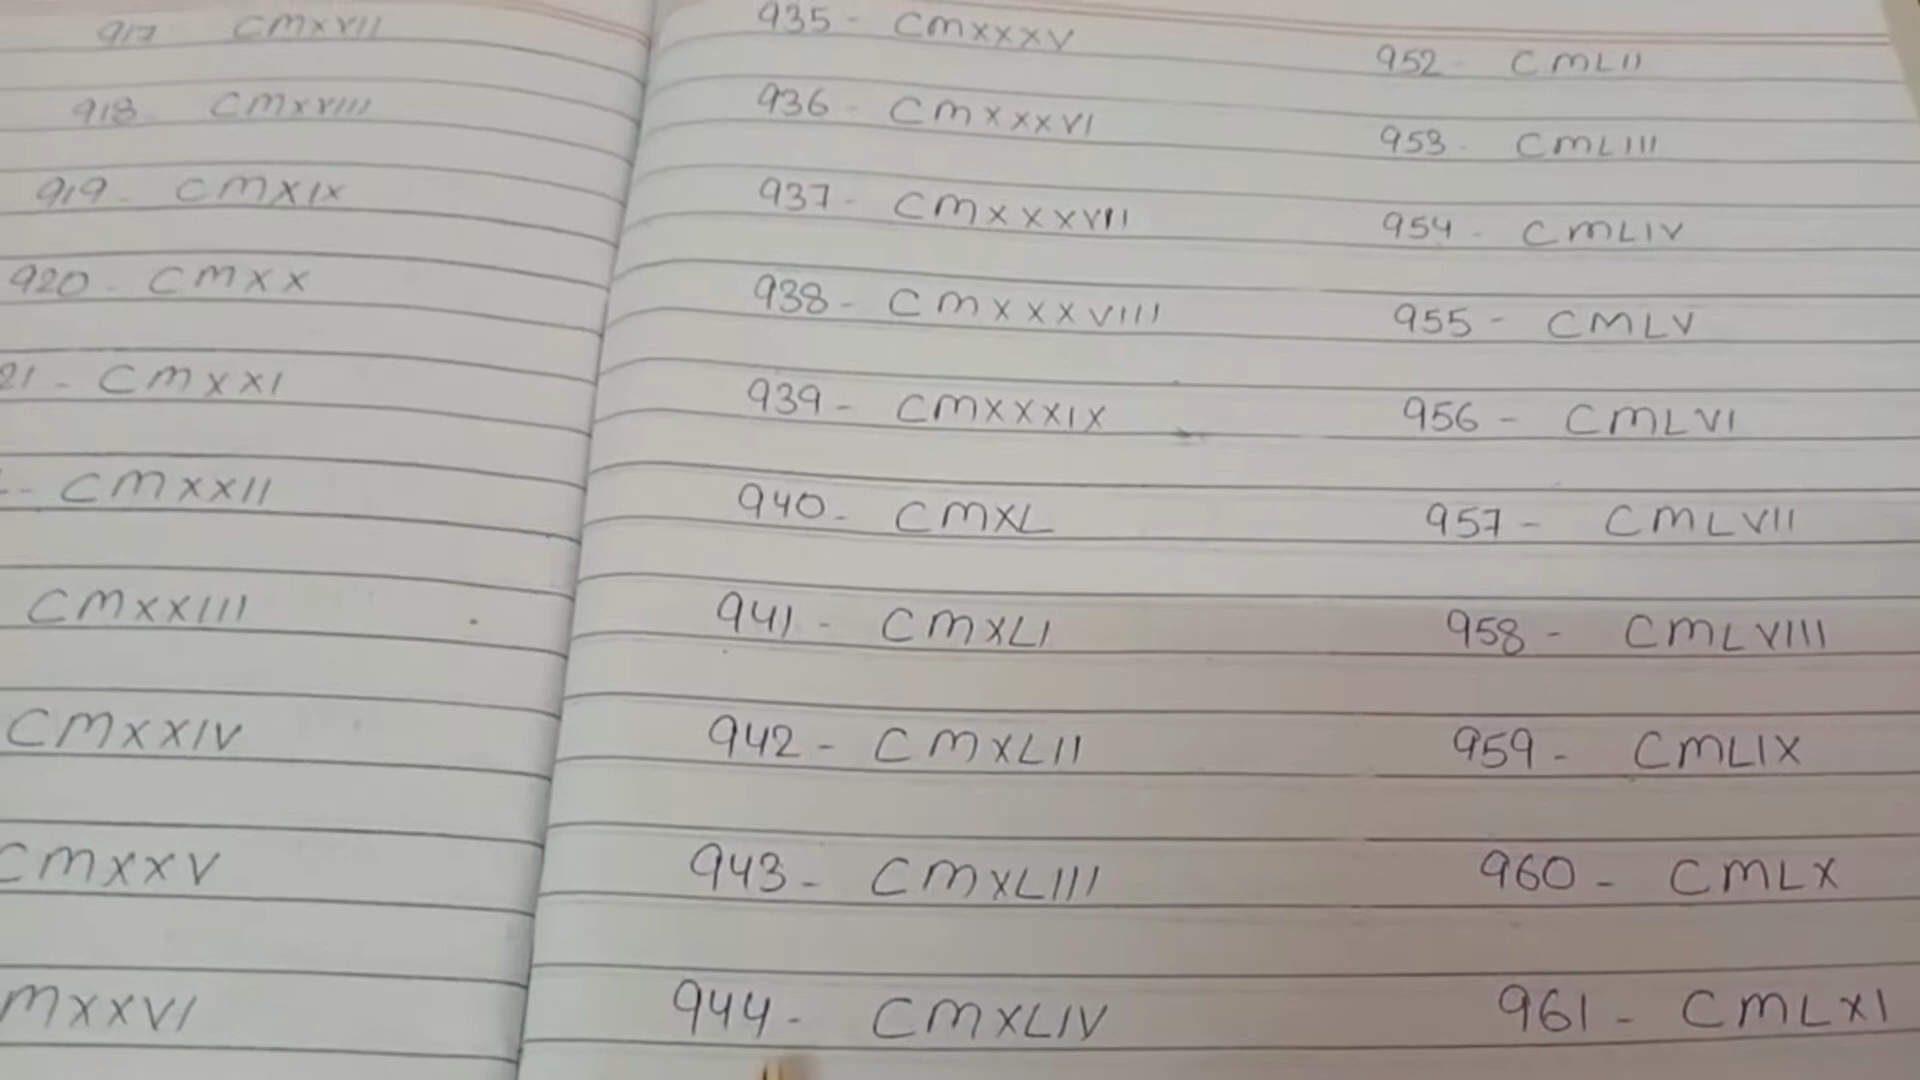 917 CMXVII
918. CMXVIII
919- CMXIX
920- CMXX
21- CMXXI
- CMXXII
CMXXIII
CMXXIV
CMXXV
MXXVI
935- CMXXXV
936- CMXXXVI
937- CMXXXVII
938- CMXXXVIII
939- CMXXXIX
940- CMXL
941- CMXLI
942- CMXLII
943- CMXLIII
944- CMXLIV
952- CMLII
953- CMLIII
954- CMLIV
955- CMLV
956- CMLVI
957- CMLVII
958- CMLVIII
959- CMLIX
960- CMLX
961- CMLXI